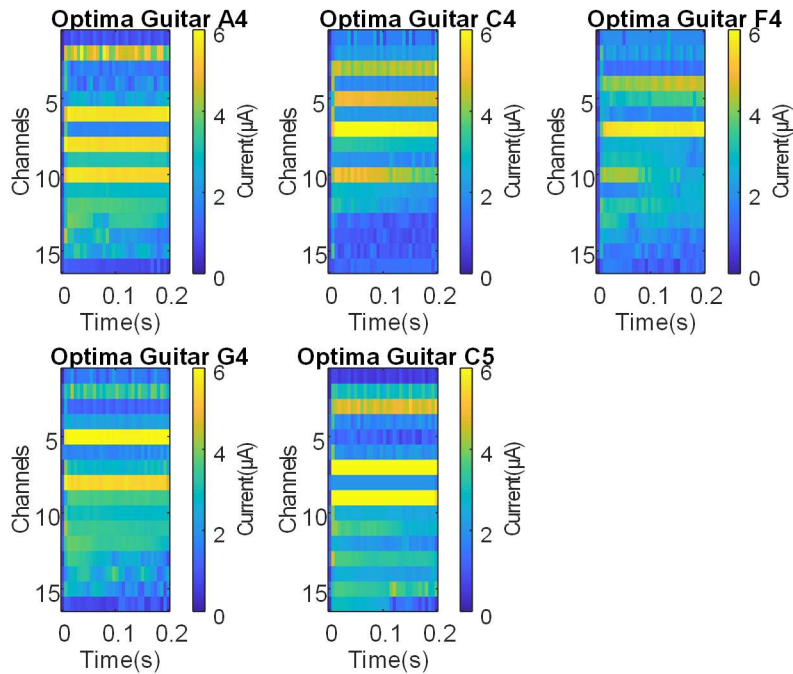 Optima Guitar A4
Channels
5
10
15
0
0.1
0.2
Time(s)
6
4
2
0
Current(µA)
Optima Guitar C4
Channels
5
10
15
0
0.1
0.2
Time(s)
6
4
2
0
Current(µA)
Optima Guitar F4
Channels
5
10
15
0
0.1
0.2
Time(s)
6
4
2
0
Current(µA)
Optima Guitar G4
Channels
5
10
15
0
0.1
0.2
Time(s)
6
4
2
0
Current(µA)
Optima Guitar C5
Channels
5
10
15
0
0.1
0.2
Time(s)
6
4
2
0
Current(µA)